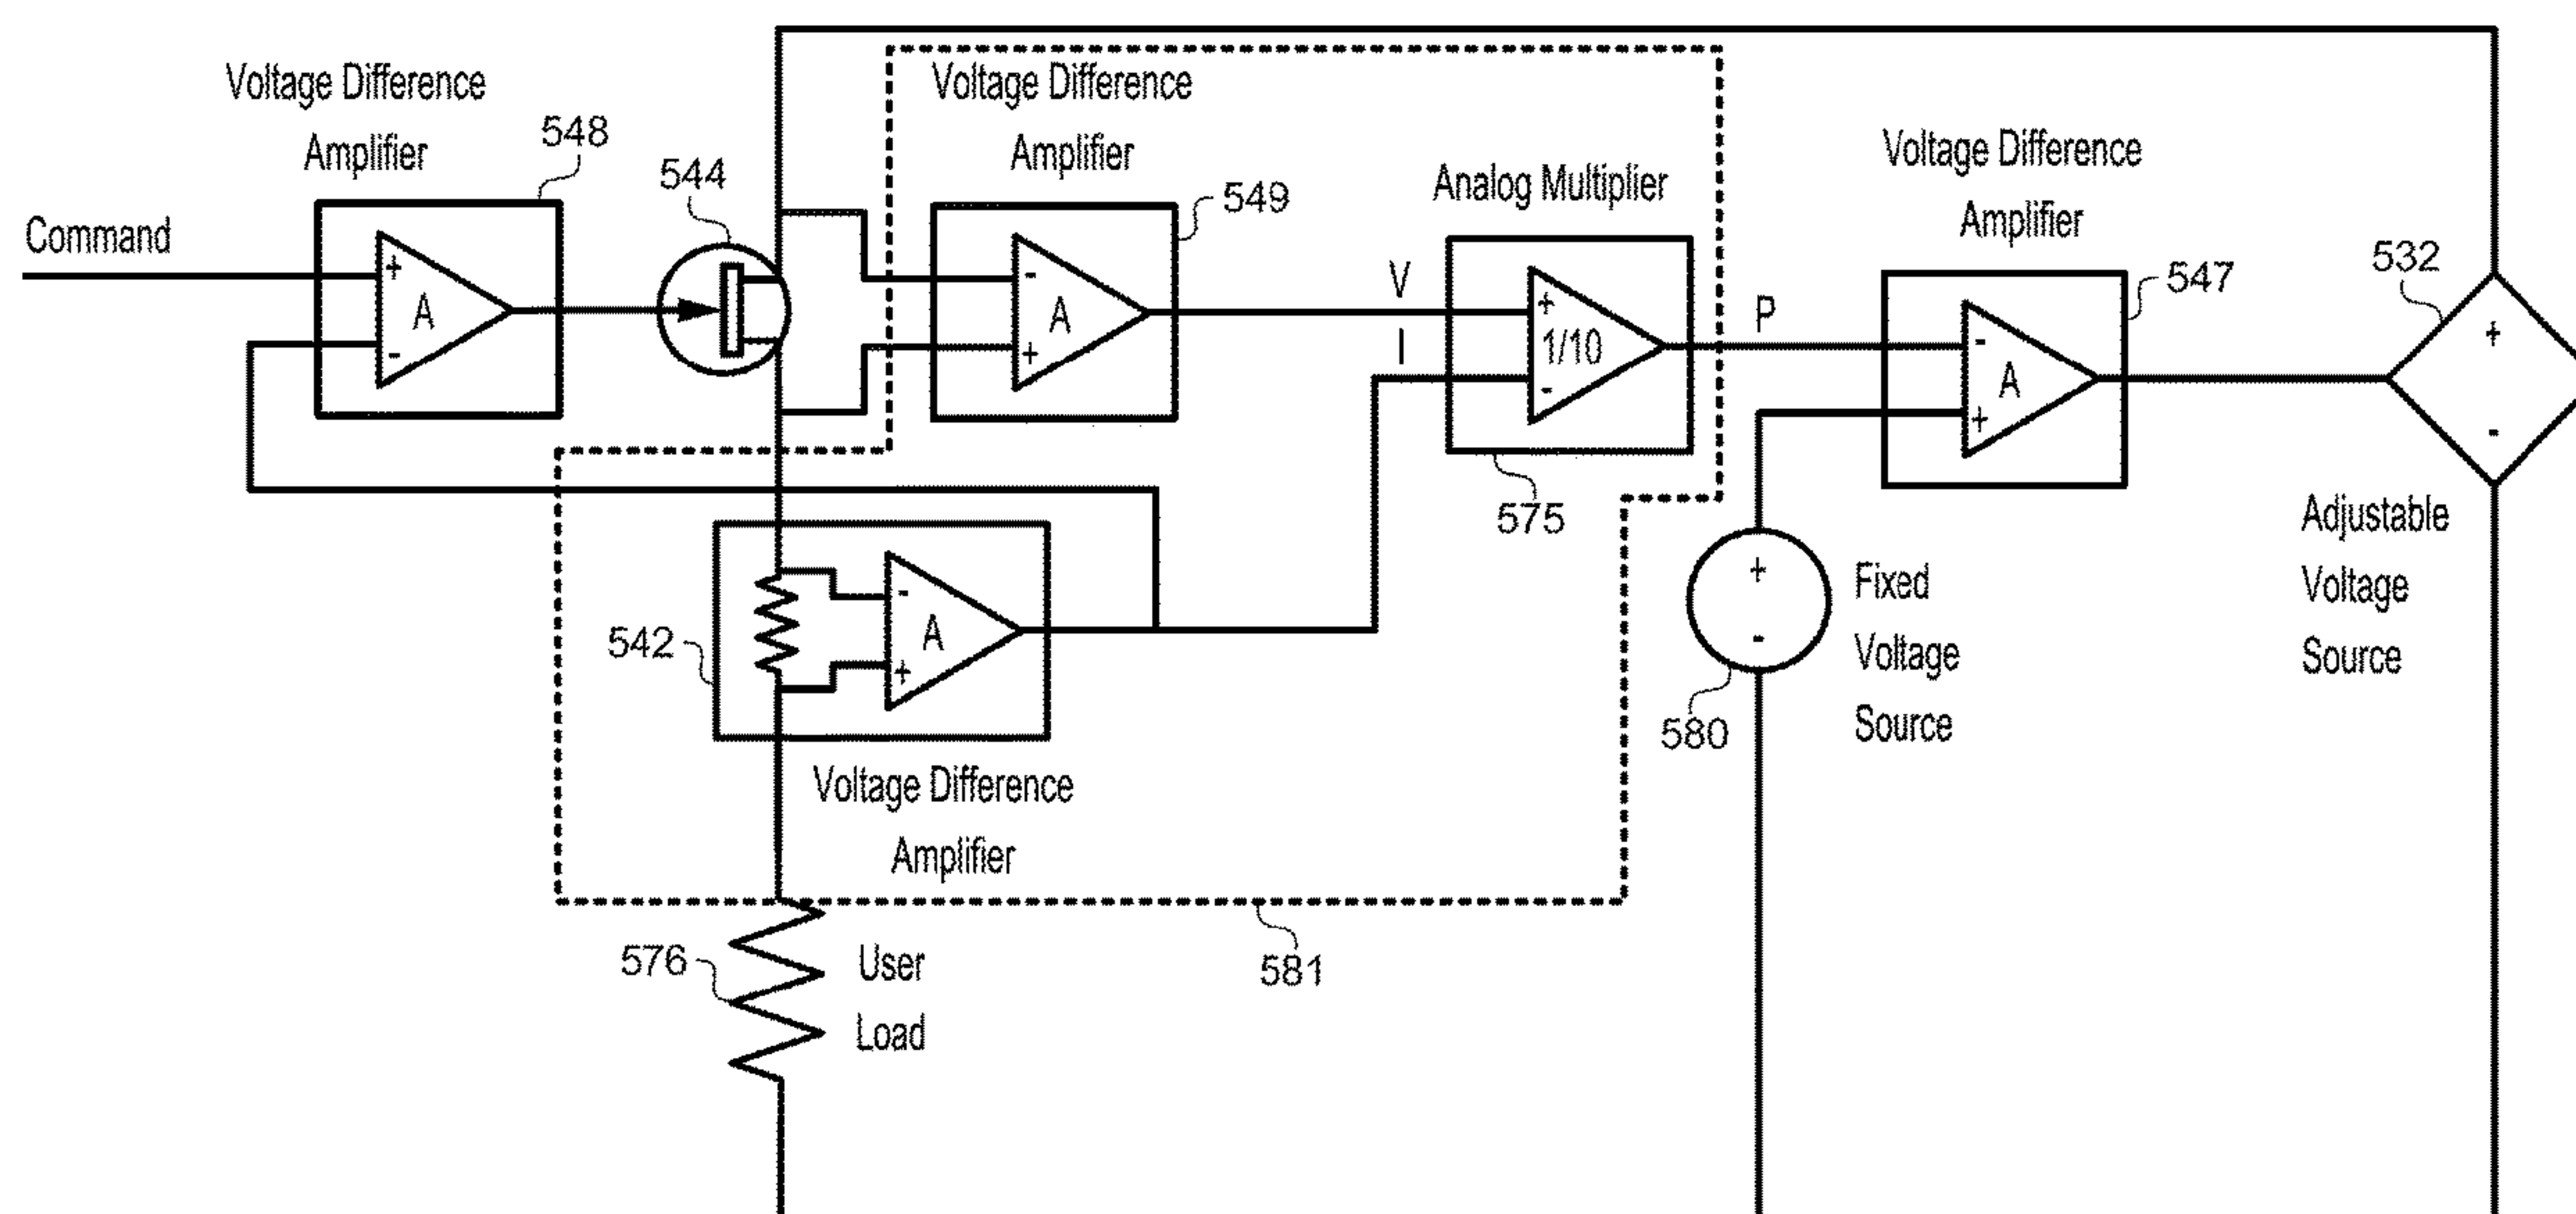 Voltage Difference
Amplifier
548
Command
+
A
-
544
Voltage Difference
Amplifier
549
-
A
+
Analog Multiplier
V
I
+
1/10
-
575
P
Voltage Difference
Amplifier
547
-
A
+
532
+
-
Adjustable
Voltage
Source
+
-
Fixed
Voltage
Source
580
542
-
A
+
Voltage Difference
Amplifier
576
User
Load
581